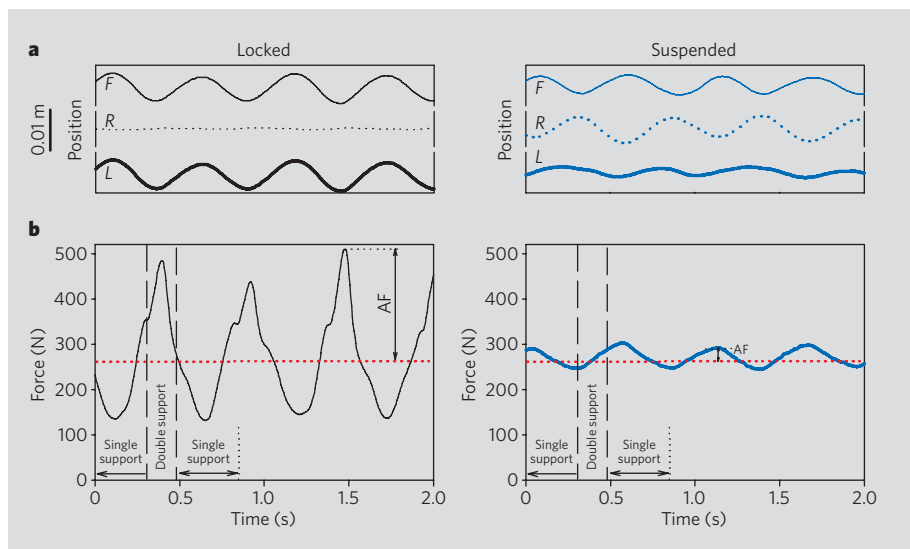 a
Locked
Suspended
0.01 m
Position
F
R
L
Position
F
R
L
b
Force (N)
500
400
300
200
100
0
AF
Single
support
Double support
Single
support
0
0.5
1.0
1.5
2.0
Time (s)
Force (N)
500
400
300
200
100
0
AF
Single
support
Double support
Single
support
0
0.5
1.0
1.5
2.0
Time (s)